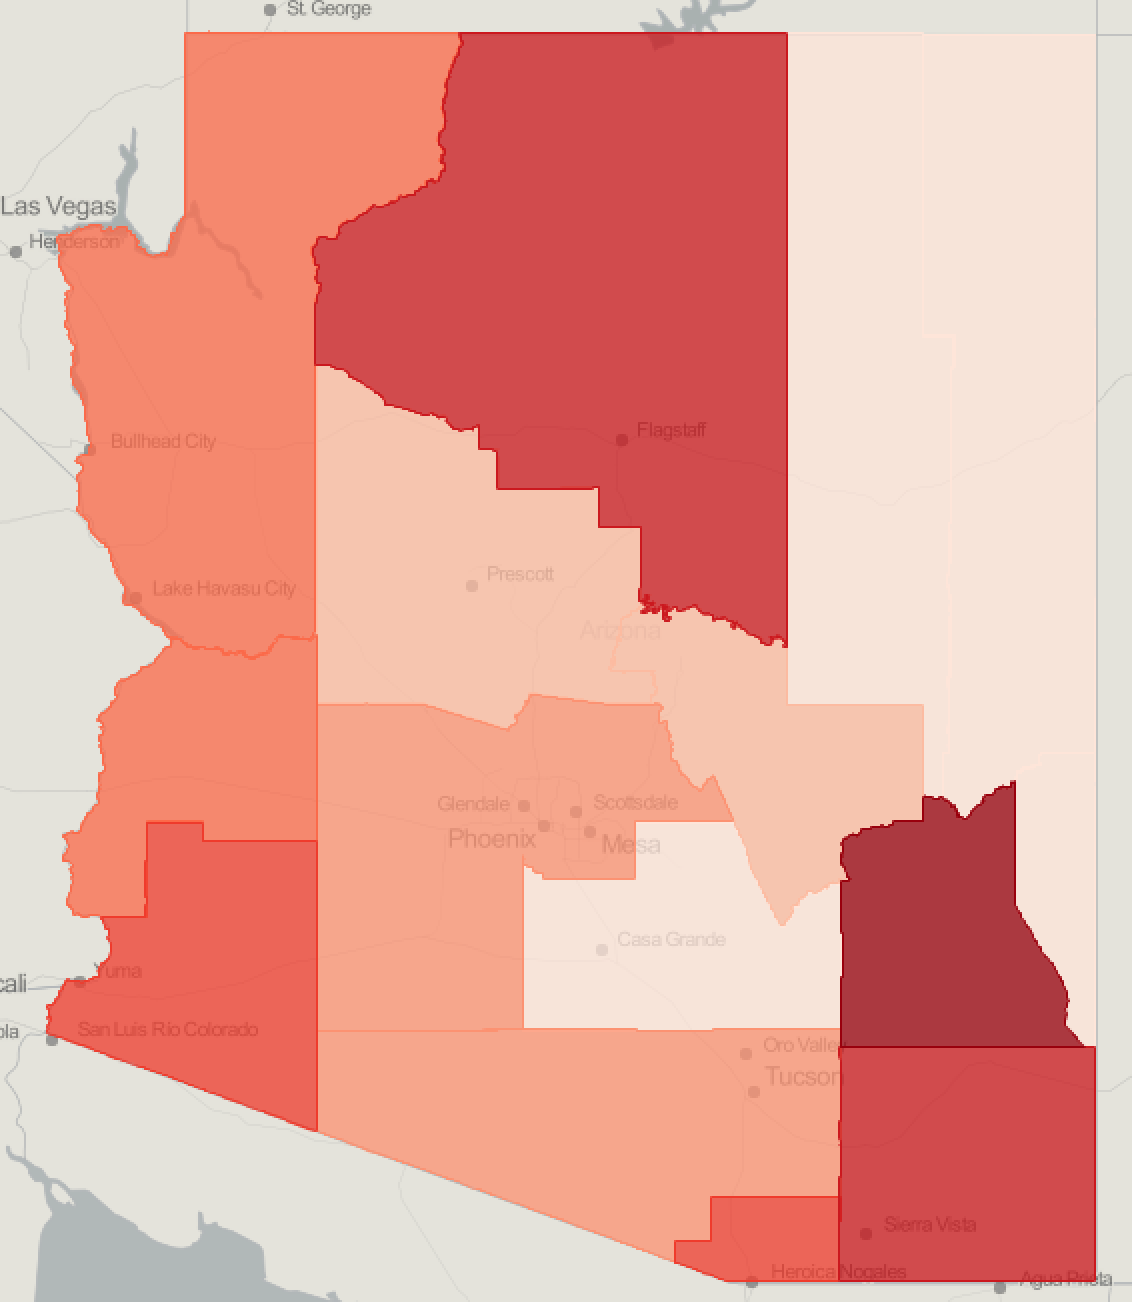 St. George
Las Vegas
Henderson
Flagstaff
Bullhead City
Prescott
Lake Havasu City
Arizona
Glendale
Scottsdale
Phoenix
Mesa
Casa Grande
Yuma
cali
San Luis Río Colorado
ola
Oro Valley
Tucson
Sierra Vista
Heroica Nogales
Agua Prieta